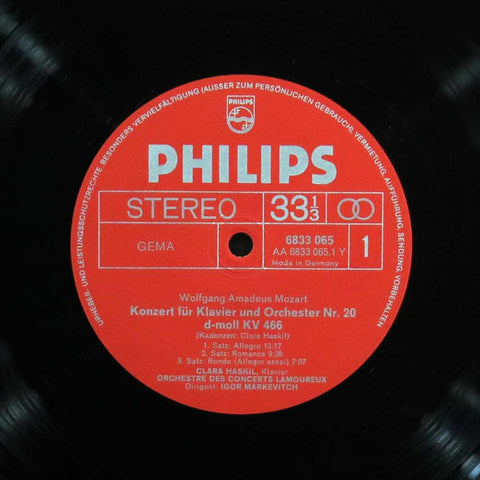 URHEBER- UND LEISTUNGSSCHUTZRECHTE, BESONDERS VERVIELFÄLTIGUNG (AUSSER ZUM PERSÖNLICHEN GEBRAUCH), VERMIETUNG, AUFFÜHRUNG, SENDUNG, VORBEHALTEN
PHILIPS
PHILIPS
STEREO
33 1/3
GEMA
6833 065
AA 6833 065.1 Y
Made in Germany
1
Wolfgang Amadeus Mozart
Konzert für Klavier und Orchester Nr. 20
d-moll KV 466
(Kadenzen: Clara Haskil)
1. Satz: Allegro 13:17
2. Satz: Romance 9:28
3. Satz: Rondo (Allegro assai) 7:07
CLARA HASKIL, Klavier
ORCHESTRE DES CONCERTS LAMOUREUX
Dirigent: IGOR MARKEVITCH